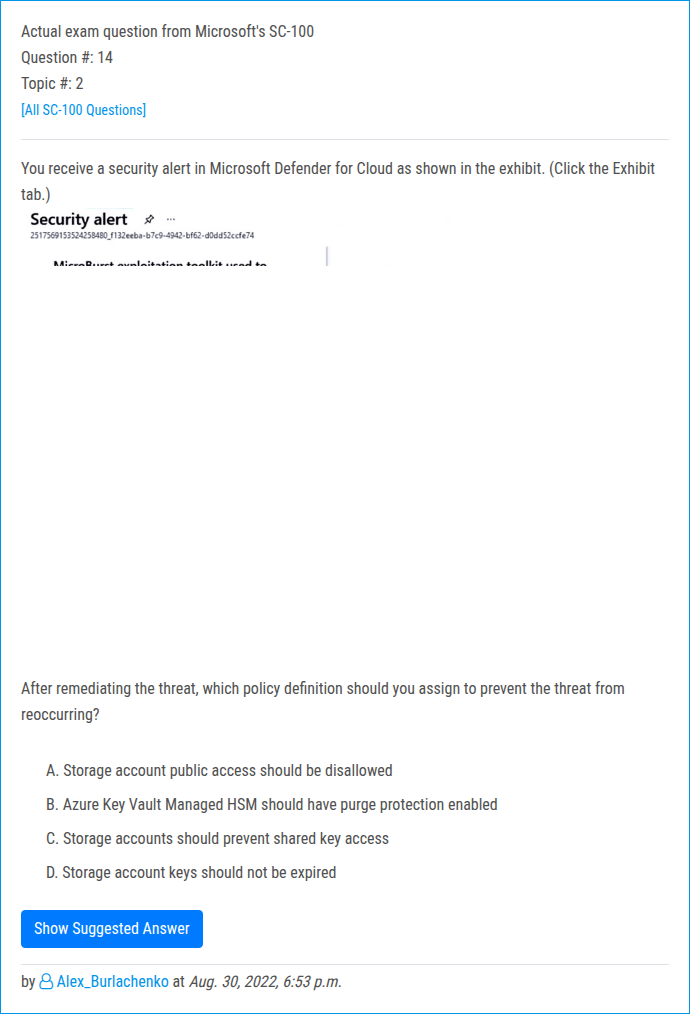 Actual exam question from Microsoft's SC-100
Question #: 14
Topic #: 2
[All SC-100 Questions]
You receive a security alert in Microsoft Defender for Cloud as shown in the exhibit. (Click the Exhibit
tab.)
Security alert ...
2517569153524258480_f132eeba-b7c9-4942-bf62-d0dd52ccfe74
MicroBurst exploitation toolkit used to
After remediating the threat, which policy definition should you assign to prevent the threat from
reoccurring?
A. Storage account public access should be disallowed
B. Azure Key Vault Managed HSM should have purge protection enabled
C. Storage accounts should prevent shared key access
D. Storage account keys should not be expired
Show Suggested Answer
by Alex_Burlachenko at Aug. 30, 2022, 6:53 p.m.